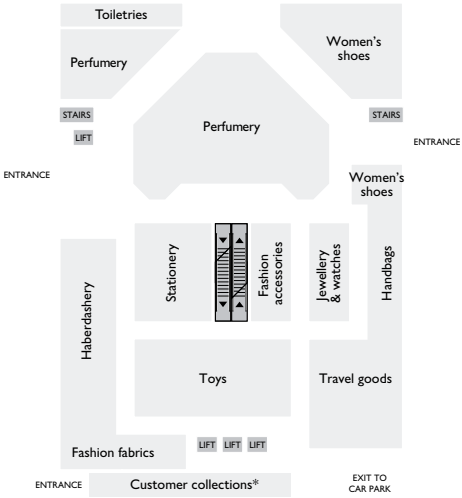 Toiletries
Perfumery
Women's
shoes
Perfumery
STAIRS
LIFT
STAIRS
ENTRANCE
ENTRANCE
Women's
shoes
Stationery
Fashion
accessories
Jewellery
& watches
Handbags
Haberdashery
Toys
Travel goods
Fashion fabrics
LIFT
LIFT
LIFT
ENTRANCE
Customer collections*
EXIT TO
CAR PARK